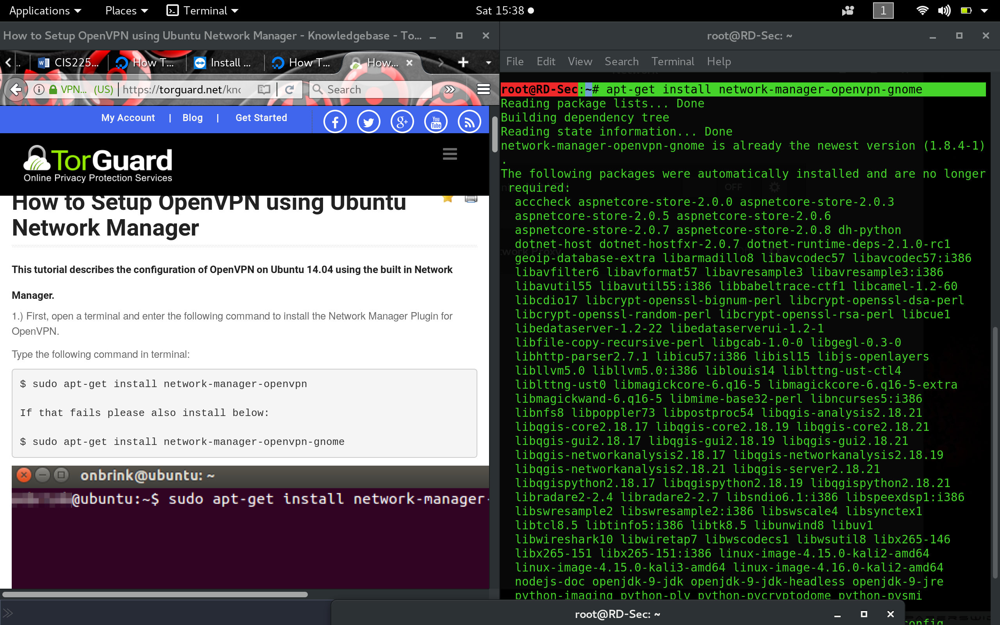 Applications Places Terminal Sat 15:38 1
How to Setup OpenVPN using Ubuntu Network Manager - Knowledgebase - To...
.. CIS225... How T... Install ... How T... How...
VPN... (US) https://torguard.net/kno Search
My Account | Blog | Get Started You Tube
TorGuard
Online Privacy Protection Services
How to Setup OpenVPN using Ubuntu
Network Manager
This tutorial describes the configuration of OpenVPN on Ubuntu 14.04 using the built in Network
Manager.
1.) First, open a terminal and enter the following command to install the Network Manager Plugin for
OpenVPN.
Type the following command in terminal:
$ sudo apt-get install network-manager-openvpn
If that fails please also install below:
$ sudo apt-get install network-manager-openvpn-gnome
onbrink@ubuntu: ~
@ubuntu:~$ sudo apt-get install network-manager-
root@RD-Sec: ~
File Edit View Search Terminal Help
root@RD-Sec:~# apt-get install network-manager-openvpn-gnome
Reading package lists... Done
Building dependency tree
Reading state information... Done
network-manager-openvpn-gnome is already the newest version (1.8.4-1)
.
The following packages were automatically installed and are no longer
required:
acccheck aspnetcore-store-2.0.0 aspnetcore-store-2.0.3
aspnetcore-store-2.0.5 aspnetcore-store-2.0.6
aspnetcore-store-2.0.7 aspnetcore-store-2.0.8 dh-python
dotnet-host dotnet-hostfxr-2.0.7 dotnet-runtime-deps-2.1.0-rc1
geoip-database-extra libarmadillo8 libavcodec57 libavcodec57:i386
libavfilter6 libavformat57 libavresample3 libavresample3:i386
libavutil55 libavutil55:i386 libbabeltrace-ctf1 libcamel-1.2-60
libcdio17 libcrypt-openssl-bignum-perl libcrypt-openssl-dsa-perl
libcrypt-openssl-random-perl libcrypt-openssl-rsa-perl libcue1
libedataserver-1.2-22 libedataserverui-1.2-1
libfile-copy-recursive-perl libgcab-1.0-0 libgegl-0.3-0
libhttp-parser2.7.1 libicu57:i386 libisl15 libjs-openlayers
libllvm5.0 libllvm5.0:i386 liblouis14 liblttng-ust-ctl4
liblttng-ust0 libmagickcore-6.q16-5 libmagickcore-6.q16-5-extra
libmagickwand-6.q16-5 libmime-base32-perl libncurses5:i386
libnfs8 libpoppler73 libpostproc54 libqgis-analysis2.18.21
libqgis-core2.18.17 libqgis-core2.18.19 libqgis-core2.18.21
libqgis-gui2.18.17 libqgis-gui2.18.19 libqgis-gui2.18.21
libqgis-networkanalysis2.18.17 libqgis-networkanalysis2.18.19
libqgis-networkanalysis2.18.21 libqgis-server2.18.21
libqgispython2.18.17 libqgispython2.18.19 libqgispython2.18.21
libradare2-2.4 libradare2-2.7 libsndio6.1:i386 libspeexdsp1:i386
libswresample2 libswresample2:i386 libswscale4 libsynctex1
libtcl8.5 libtinfo5:i386 libtk8.5 libunwind8 libuv1
libwireshark10 libwiretap7 libwscodecs1 libwsutil8 libx265-146
libx265-151 libx265-151:i386 linux-image-4.15.0-kali2-amd64
linux-image-4.15.0-kali3-amd64 linux-image-4.16.0-kali2-amd64
nodejs-doc openjdk-9-jdk openjdk-9-jdk-headless openjdk-9-jre
python-imaging python-ply python-pycryptodome python-pysmi
root@RD-Sec: ~